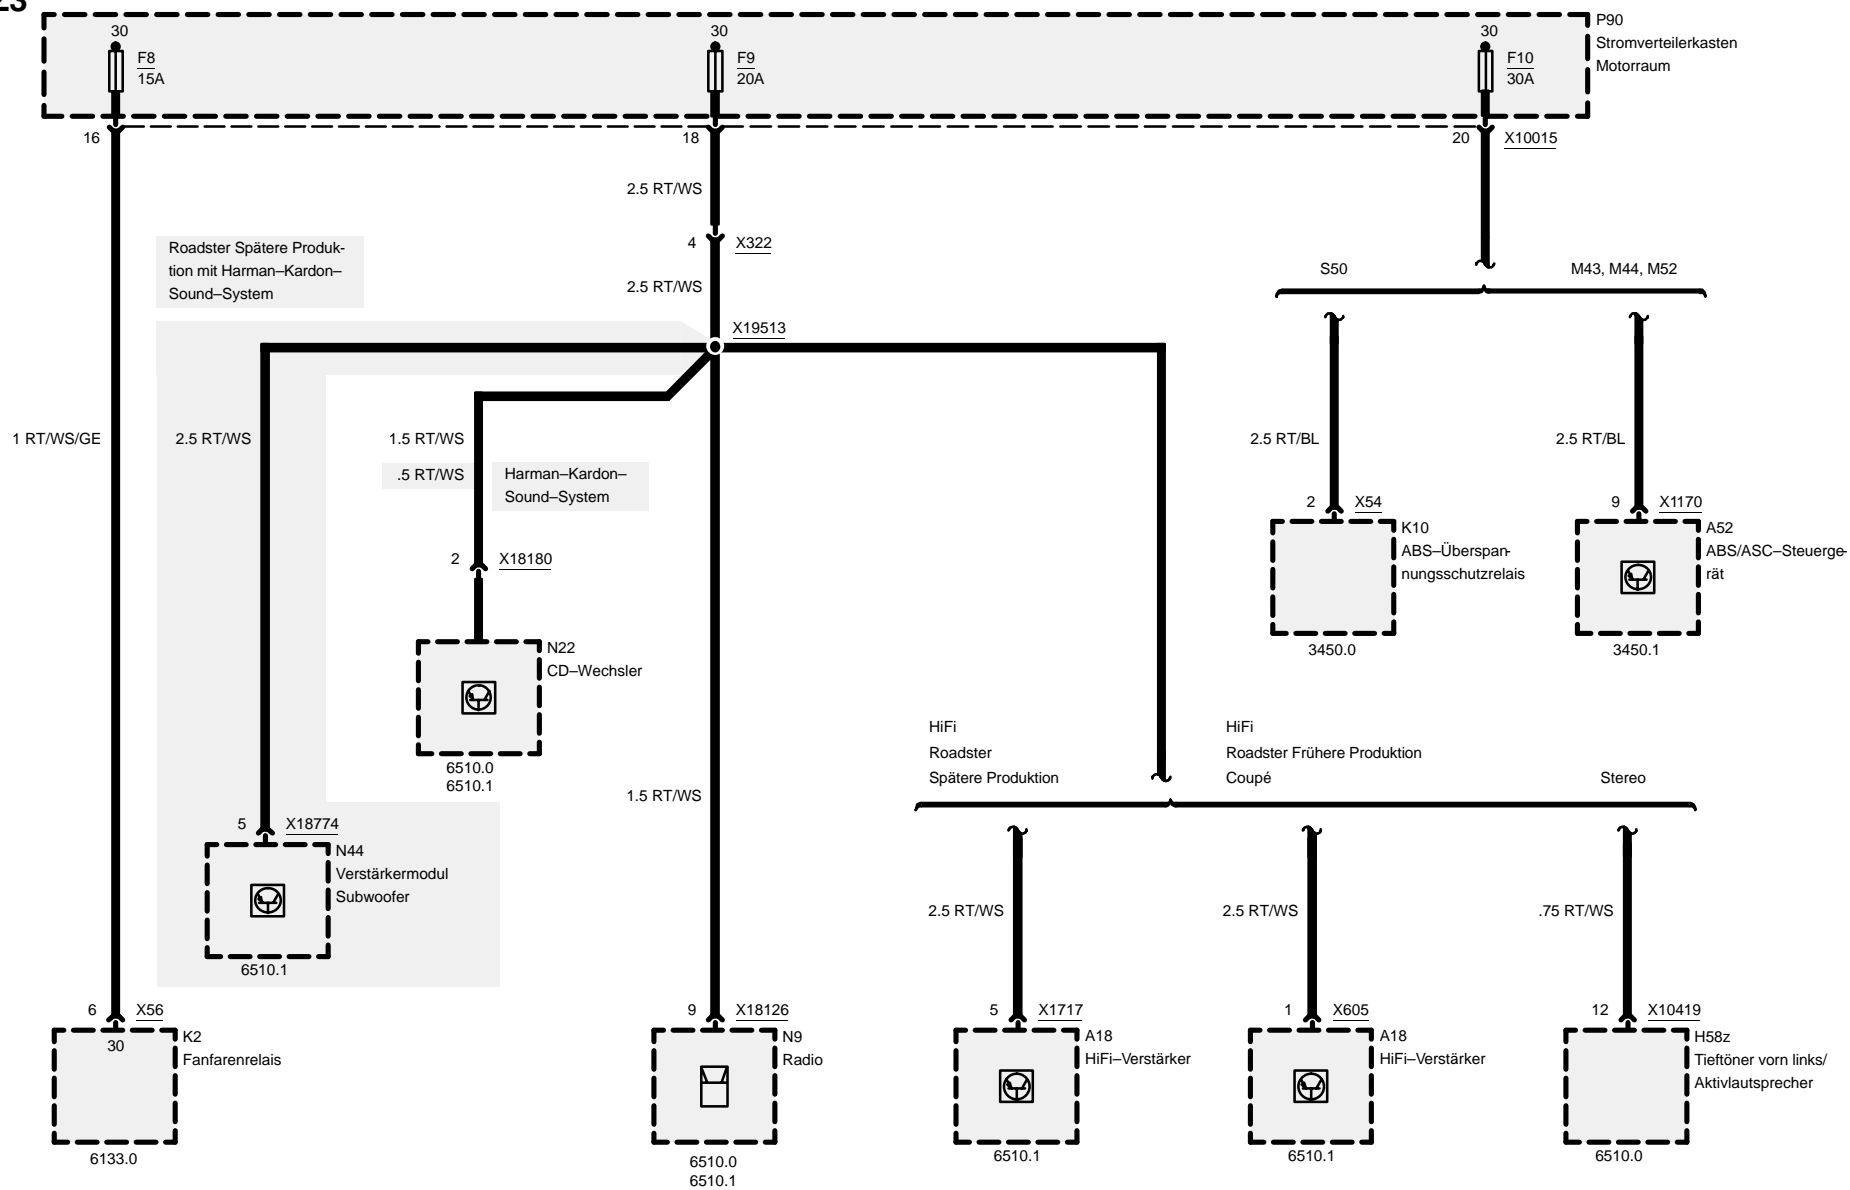 23
30
F8
15A
30
F9
20A
30
F10
30A
P90
Stromverteilerkasten
Motorraum
16
18
20
X10015
2.5 RT/WS
4
X322
2.5 RT/WS
Roadster Spätere Produk-
tion mit Harman–Kardon–
Sound–System
S50
M43, M44, M52
X19513
1 RT/WS/GE
2.5 RT/WS
1.5 RT/WS
.5 RT/WS
Harman–Kardon–
Sound–System
2.5 RT/BL
2.5 RT/BL
2
X54
K10
ABS–Überspan-
nungsschutzrelais
3450.0
9
X1170
A52
ABS/ASC–Steuerge-
rät
3450.1
2
X18180
N22
CD–Wechsler
6510.0
6510.1
1.5 RT/WS
HiFi
Roadster
Spätere Produktion
HiFi
Roadster Frühere Produktion
Coupé
Stereo
5
X18774
N44
Verstärkermodul
Subwoofer
6510.1
2.5 RT/WS
2.5 RT/WS
.75 RT/WS
6
X56
30
K2
Fanfarenrelais
6133.0
9
X18126
N9
Radio
6510.0
6510.1
5
X1717
A18
HiFi–Verstärker
6510.1
1
X605
A18
HiFi–Verstärker
6510.1
12
X10419
H58z
Tieftöner vorn links/
Aktivlautsprecher
6510.0